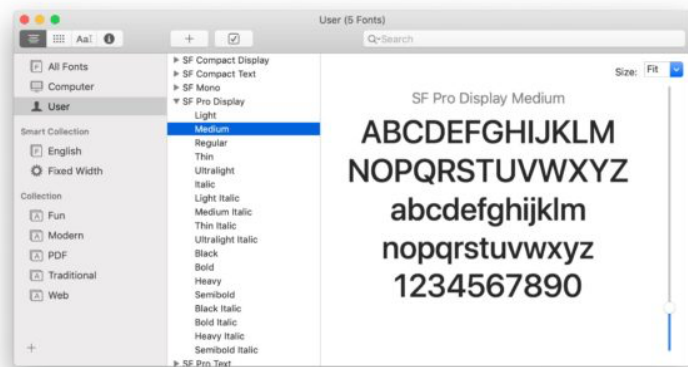 User (5 Fonts)
AaI
Search
All Fonts
Computer
User
Smart Collection
English
Fixed Width
Collection
Fun
Modern
PDF
Traditional
Web
SF Compact Display
SF Compact Text
SF Mono
SF Pro Display
Light
Medium
Regular
Thin
Ultralight
Italic
Light Italic
Medium Italic
Thin Italic
Ultralight Italic
Black
Bold
Heavy
Semibold
Black Italic
Bold Italic
Heavy Italic
Semibold Italic
SF Pro Text
Size: Fit
SF Pro Display Medium
ABCDEFGHIJKLM
NOPQRSTUVWXYZ
abcdefghijklm
nopqrstuvwxyz
1234567890